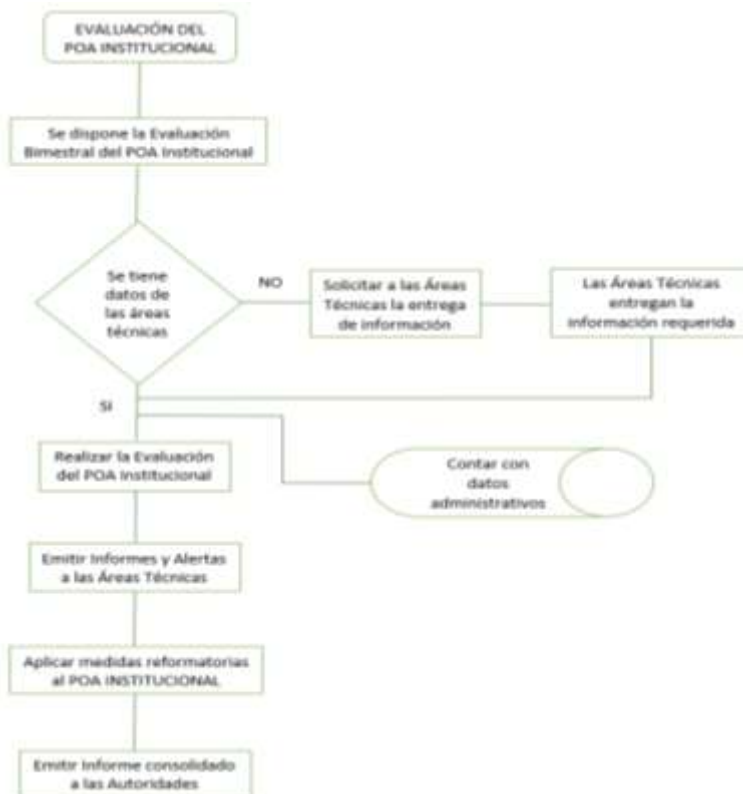 EVALUACIÓN DEL
POA INSTITUCIONAL
Se dispone la Evaluación
Bimestral del POA Institucional
Se tiene
datos de
las áreas
técnicas
NO
Solicitar a las Áreas
Técnicas la entrega
de información
Las Áreas Técnicas
entregan la
información requerida
SI
Realizar la Evaluación
del POA Institucional
Contar con
datos
administrativos
Emitir Informes y Alertas
a las Áreas Técnicas
Aplicar medidas reformatorias
al POA INSTITUCIONAL
Emitir Informe consolidado
a las Autoridades